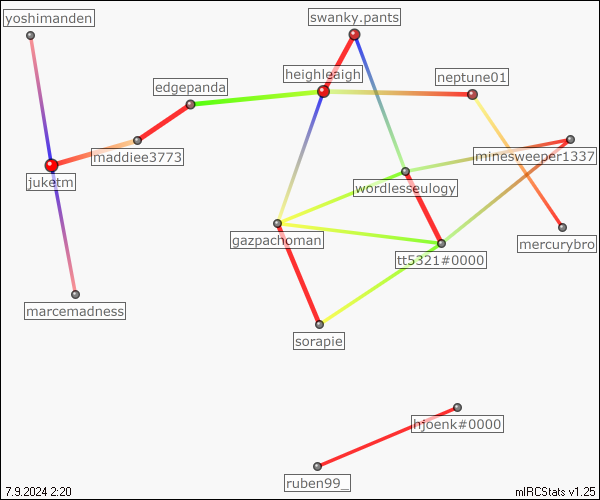 yoshimanden
swanky.pants
heighleaigh
neptune01
edgepanda
maddiee3773
minesweeper1337
juketm
wordlesseulogy
gazpachoman
mercurybro
tt5321#0000
marcemadness
sorapie
hjoenk#0000
ruben99_
7.9.2024 2:20
mIRCStats v1.25